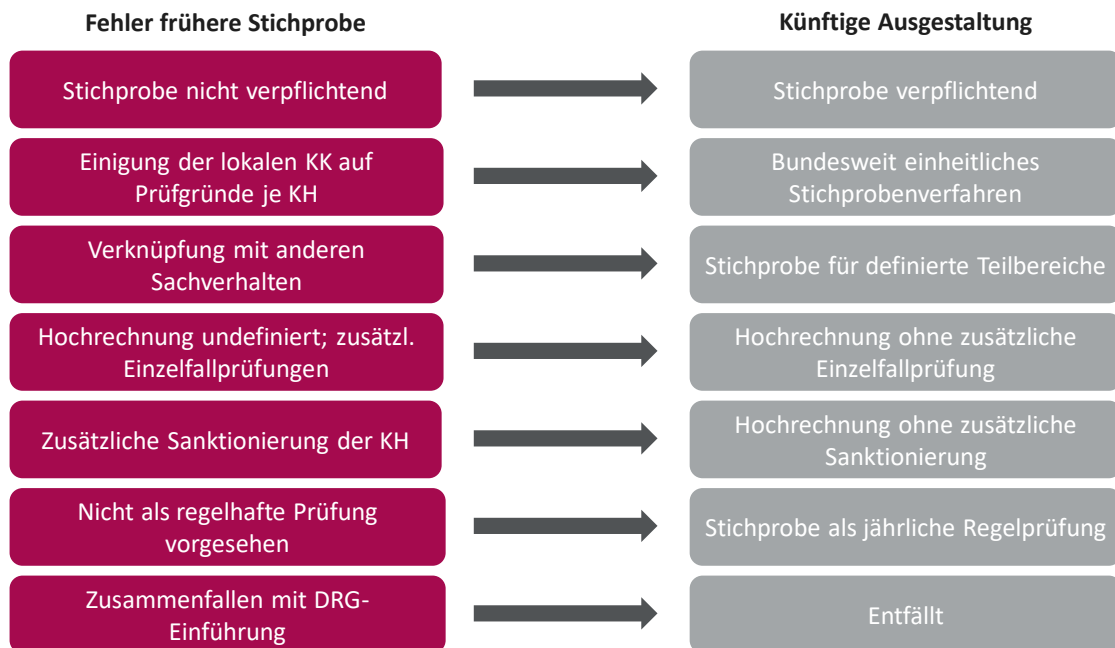 Fehler frühere Stichprobe
Künftige Ausgestaltung
Stichprobe nicht verpflichtend
Stichprobe verpflichtend
Einigung der lokalen KK auf
Prüfgründe je KH
Bundesweit einheitliches
Stichprobenverfahren
Verknüpfung mit anderen
Sachverhalten
Stichprobe für definierte Teilbereiche
Hochrechnung undefiniert; zusätzl.
Einzelfallprüfungen
Hochrechnung ohne zusätzliche
Einzelfallprüfung
Zusätzliche Sanktionierung der KH
Hochrechnung ohne zusätzliche
Sanktionierung
Nicht als regelhafte Prüfung
vorgesehen
Stichprobe als jährliche Regelprüfung
Zusammenfallen mit DRG-
Einführung
Entfällt